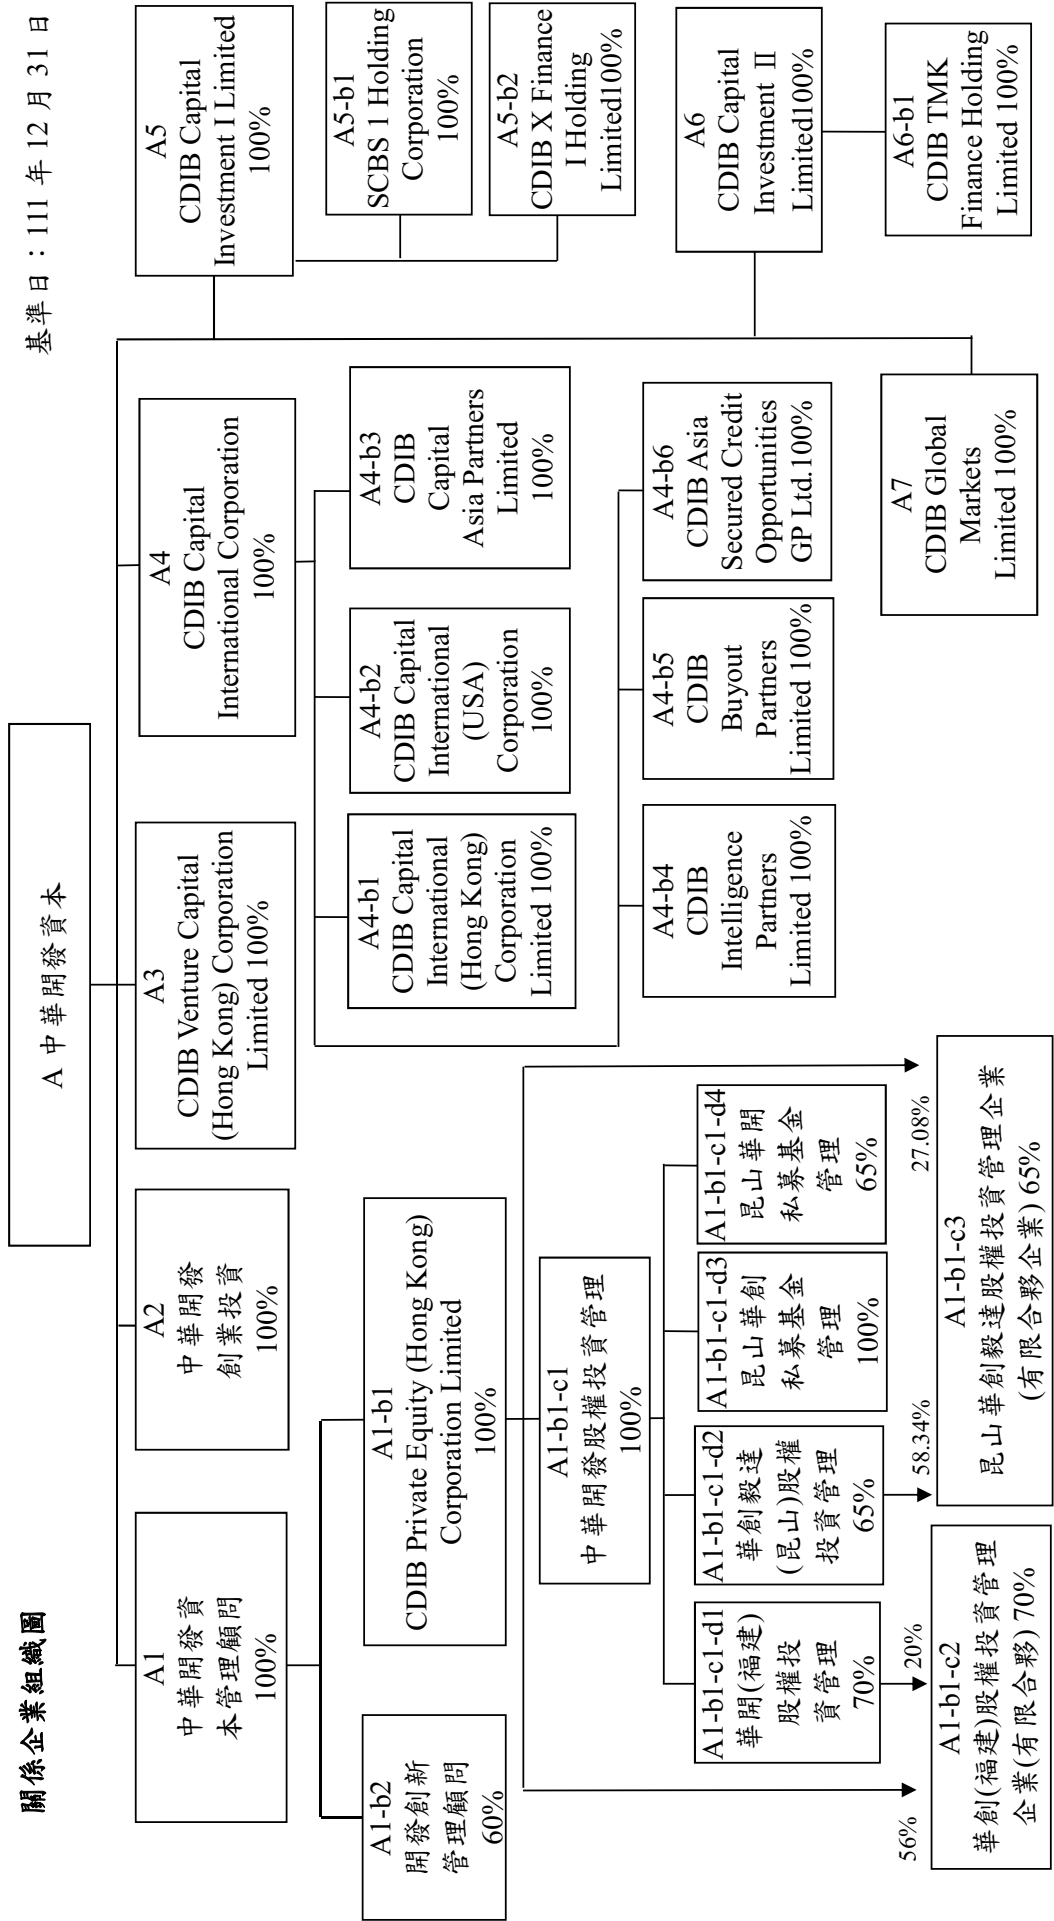 關係企業組織圖
基準日：111 年 12 月 31 日
A 中華開發資本
A1
中華開發資
本管理顧問
100%
A2
中華開發
創業投資
100%
A3
CDIB Venture Capital
(Hong Kong) Corporation
Limited 100%
A4
CDIB Capital
International Corporation
100%
A5
CDIB Capital
Investment I Limited
100%
A1-b2
開發創新
管理顧問
60%
A1-b1
CDIB Private Equity (Hong Kong)
Corporation Limited
100%
A4-b1
CDIB Capital
International
(Hong Kong)
Corporation
Limited 100%
A4-b2
CDIB Capital
International
(USA)
Corporation
100%
A4-b3
CDIB
Capital
Asia Partners
Limited
100%
A5-b1
SCBS 1 Holding
Corporation
100%
A5-b2
CDIB X Finance
I Holding
Limited100%
A1-b1-c1
中華開發股權投資管理
100%
A4-b4
CDIB
Intelligence
Partners
Limited 100%
A4-b5
CDIB
Buyout
Partners
Limited 100%
A4-b6
CDIB Asia
Secured Credit
Opportunities
GP Ltd.100%
A6
CDIB Capital
Investment Ⅱ
Limited100%
A1-b1-c1-d1
華開(福建)
股權投
資管理
70%
A1-b1-c1-d2
華創毅達
(昆山)股權
投資管理
65%
A1-b1-c1-d3
昆山華創
私募基金
管理
100%
A1-b1-c1-d4
昆山華開
私募基金
管理
65%
A7
CDIB Global
Markets
Limited 100%
A6-b1
CDIB TMK
Finance Holding
Limited 100%
56%
20%
58.34%
27.08%
A1-b1-c2
華創(福建)股權投資管理
企業(有限合夥) 70%
A1-b1-c3
昆山華創毅達股權投資管理企業
(有限合夥企業) 65%